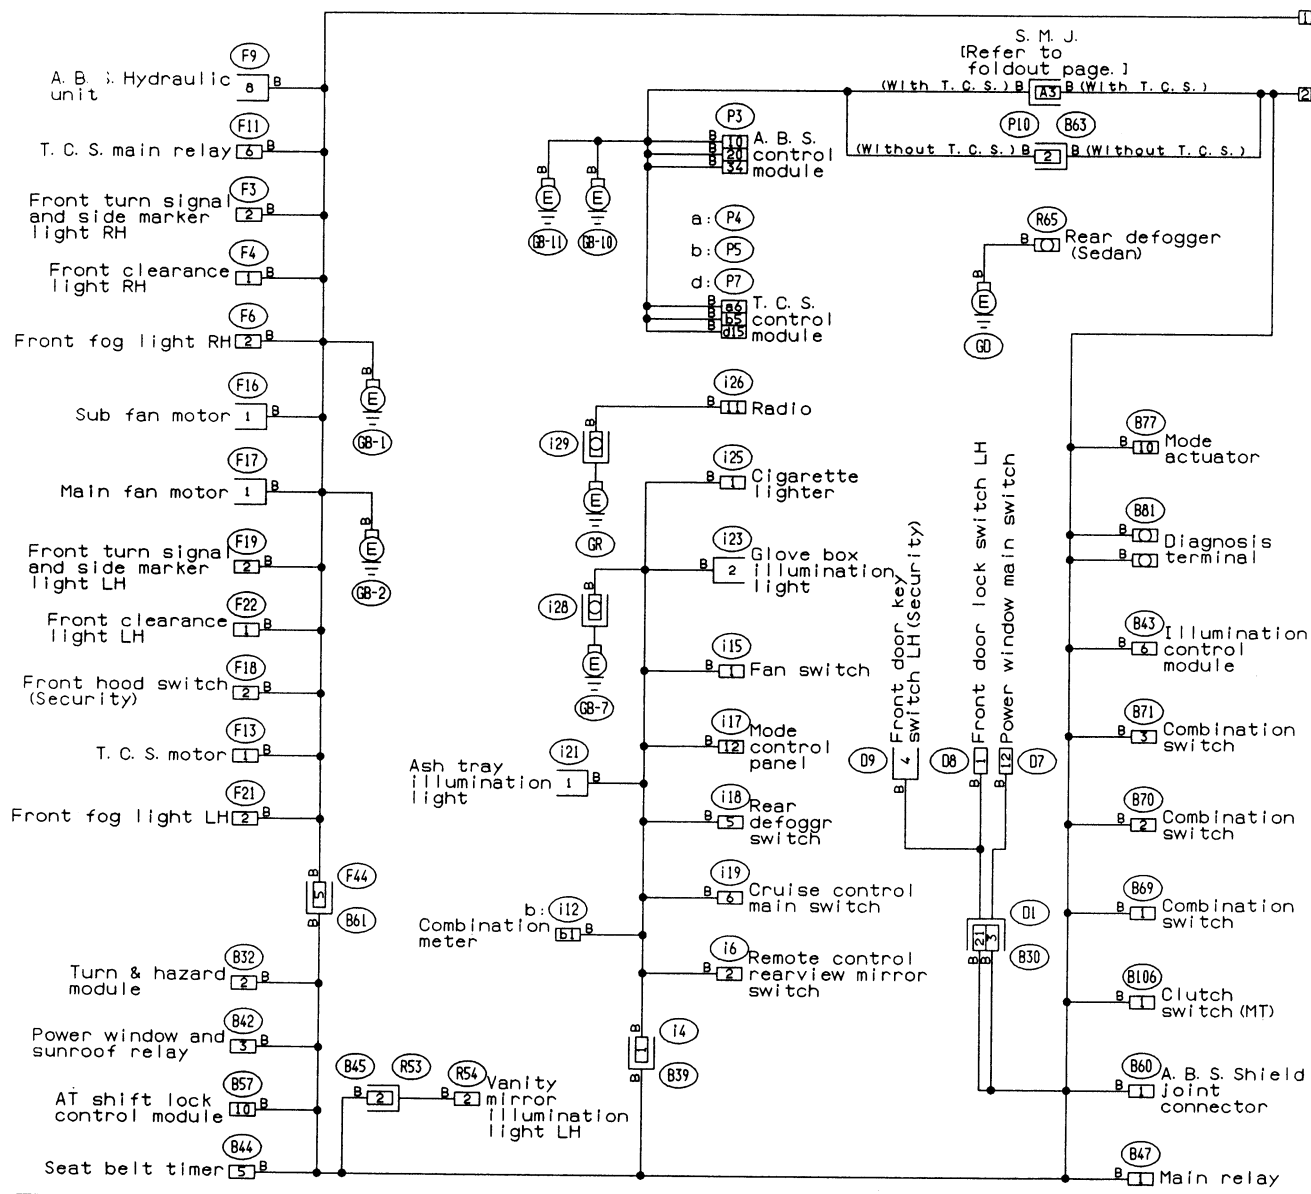 1
F9
A. B. S. Hydraulic
unit
8
B
F11
T. C. S. main relay
6
B
F3
Front turn signal
and side marker
light RH
2
B
F4
Front clearance
light RH
1
B
F6
Front fog light RH
2
B
B
E
GB-1
F16
Sub fan motor
1
B
F17
Main fan motor
1
B
B
E
GB-2
F19
Front turn signal
and side marker
light LH
2
B
F22
Front clearance
light LH
1
B
F18
Front hood switch
(Security)
2
B
F13
T. C. S. motor
1
B
F21
Front fog light LH
2
B
B
5
F44
B61
B
B32
Turn & hazard
module
2
B
B42
Power window and
sunroof relay
3
B
B57
AT shift lock
control module
10
B
B44
Seat belt timer
5
B
B45
R53
R54
B
2
B
2
Vanity
mirror
illumination
light LH
S. M. J.
[Refer to
foldout page. ]
(With T. C. S. ) B
A3
B (With T. C. S. )
2
P10
B63
(Without T. C. S. ) B
2
B (Without T. C. S. )
P3
B
10
B
20
B
34
A. B. S.
control
module
B
E
GB-11
B
E
GB-10
a: P4
b: P5
d: P7
B
a6
B
b5
B
d15
T. C. S.
control
module
R65
B
Rear defogger
(Sedan)
B
E
GD
i26
B
11
Radio
B
i29
B
E
GR
i25
B
1
Cigarette
lighter
i23
B
2
Glove box
illumination
light
B
i28
B
E
GB-7
i15
B
1
Fan switch
i17
B
12
Mode
control
panel
i21
Ash tray
illumination
light
1
B
i18
B
5
Rear
defoggr
switch
i19
B
6
Cruise control
main switch
b: i12
Combination
meter
b1
B
i6
B
2
Remote control
rearview mirror
switch
B
1
i4
B39
B
Front door key
switch LH (Security)
Front door lock switch LH
Power window main switch
D9
4
D8
1
12
D7
B
B
B
D1
21
3
B30
B
B
B77
B
10
Mode
actuator
B81
B
B
Diagnosis
terminal
B43
B
6
Illumination
control
module
B71
B
3
Combination
switch
B70
B
2
Combination
switch
B69
B
1
Combination
switch
B106
B
1
Clutch
switch (MT)
B60
B
1
A. B. S. Shield
joint
connector
B47
B
1
Main relay